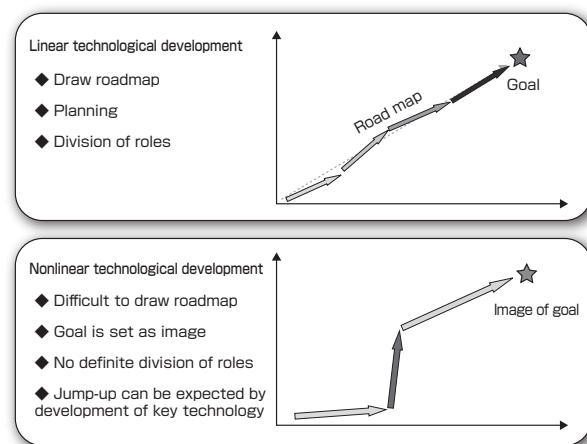 Linear technological development
◆ Draw roadmap
◆ Planning
◆ Division of roles
Road map
Goal
Nonlinear technological development
◆ Difficult to draw roadmap
◆ Goal is set as image
◆ No definite division of roles
◆ Jump-up can be expected by
development of key technology
Image of goal